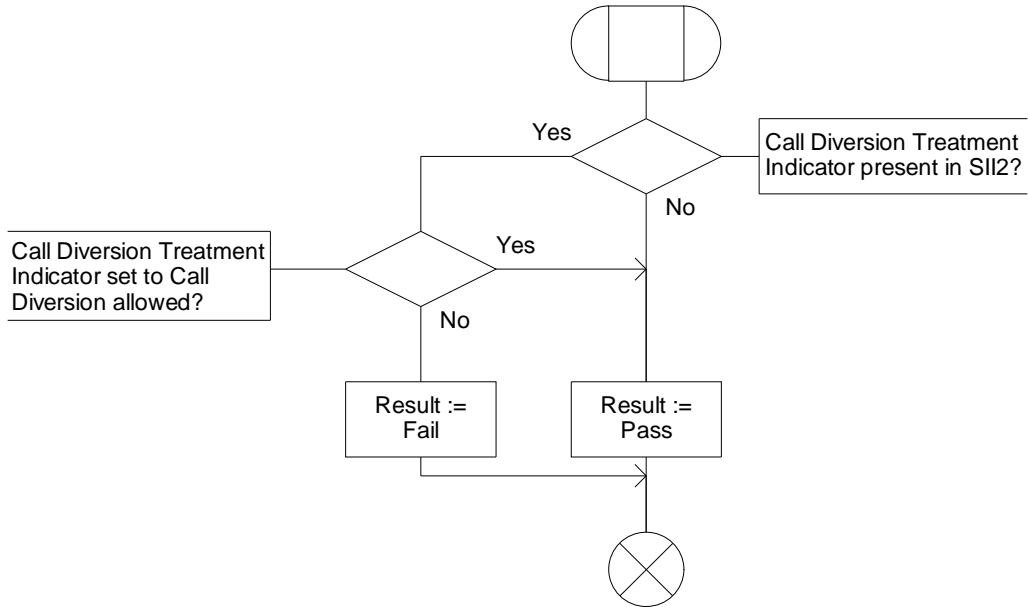 Yes
Call Diversion Treatment
Indicator present in SII2?
No
Call Diversion Treatment
Indicator set to Call
Diversion allowed?
Yes
No
Result :=
Fail
Result :=
Pass